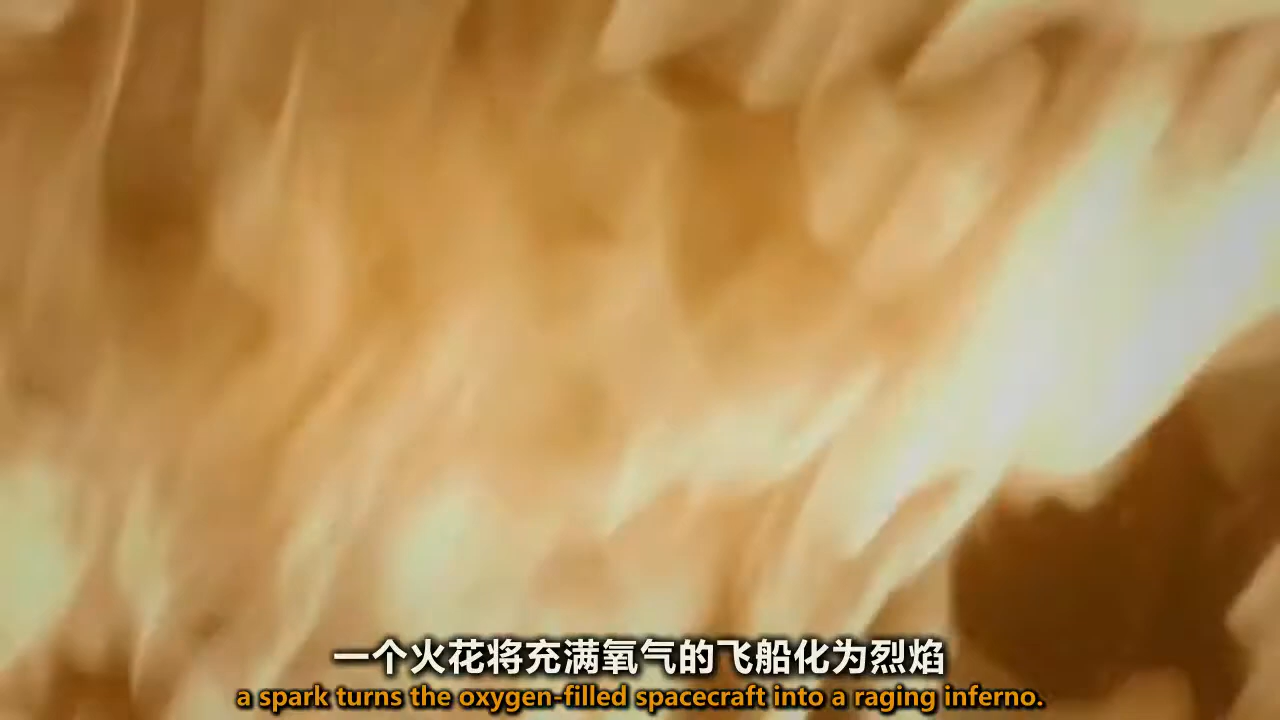 一个火花将充满氧气的飞船化为烈焰
a spark turns the oxygen-filled spacecraft into a raging inferno.